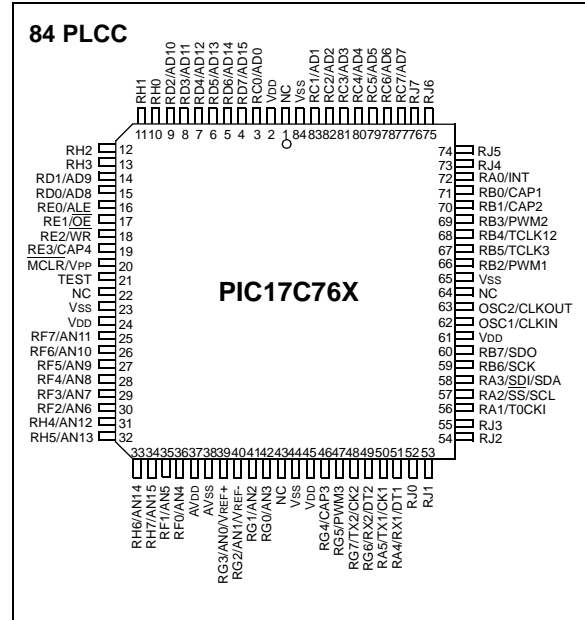 84 PLCC
RH1
RH0
RD2/AD10
RD3/AD11
RD4/AD12
RD5/AD13
RD6/AD14
RD7/AD15
RC0/AD0
VDD
NC
VSS
RC1/AD1
RC2/AD2
RC3/AD3
RC4/AD4
RC5/AD5
RC6/AD6
RC7/AD7
RJ7
RJ6
11 10 9 8 7 6 5 4 3 2 1 84 83 82 81 80 79 78 77 76 75
RH2 12
RH3 13
RD1/AD9 14
RD0/AD8 15
RE0/ALE 16
RE1/OE 17
RE2/WR 18
RE3/CAP4 19
MCLR/VPP 20
TEST 21
NC 22
VSS 23
VDD 24
RF7/AN11 25
RF6/AN10 26
RF5/AN9 27
RF4/AN8 28
RF3/AN7 29
RF2/AN6 30
RH4/AN12 31
RH5/AN13 32
PIC17C76X
74 RJ5
73 RJ4
72 RA0/INT
71 RB0/CAP1
70 RB1/CAP2
69 RB3/PWM2
68 RB4/TCLK12
67 RB5/TCLK3
66 RB2/PWM1
65 VSS
64 NC
63 OSC2/CLKOUT
62 OSC1/CLKIN
61 VDD
60 RB7/SDO
59 RB6/SCK
58 RA3/SDI/SDA
57 RA2/SS/SCL
56 RA1/T0CKI
55 RJ3
54 RJ2
33 34 35 36 37 38 39 40 41 42 43 44 45 46 47 48 49 50 51 52 53
RH6/AN14
RH7/AN15
RF1/AN5
RF0/AN4
AVDD
AVSS
RG3/AN0/VREF+
RG2/AN1/VREF-
RG1/AN2
RG0/AN3
NC
VSS
VDD
RG4/CAP3
RG5/PWM3
RG7/TX2/CK2
RG6/RX2/DT2
RA5/TX1/CK1
RA4/RX1/DT1
RJ0
RJ1